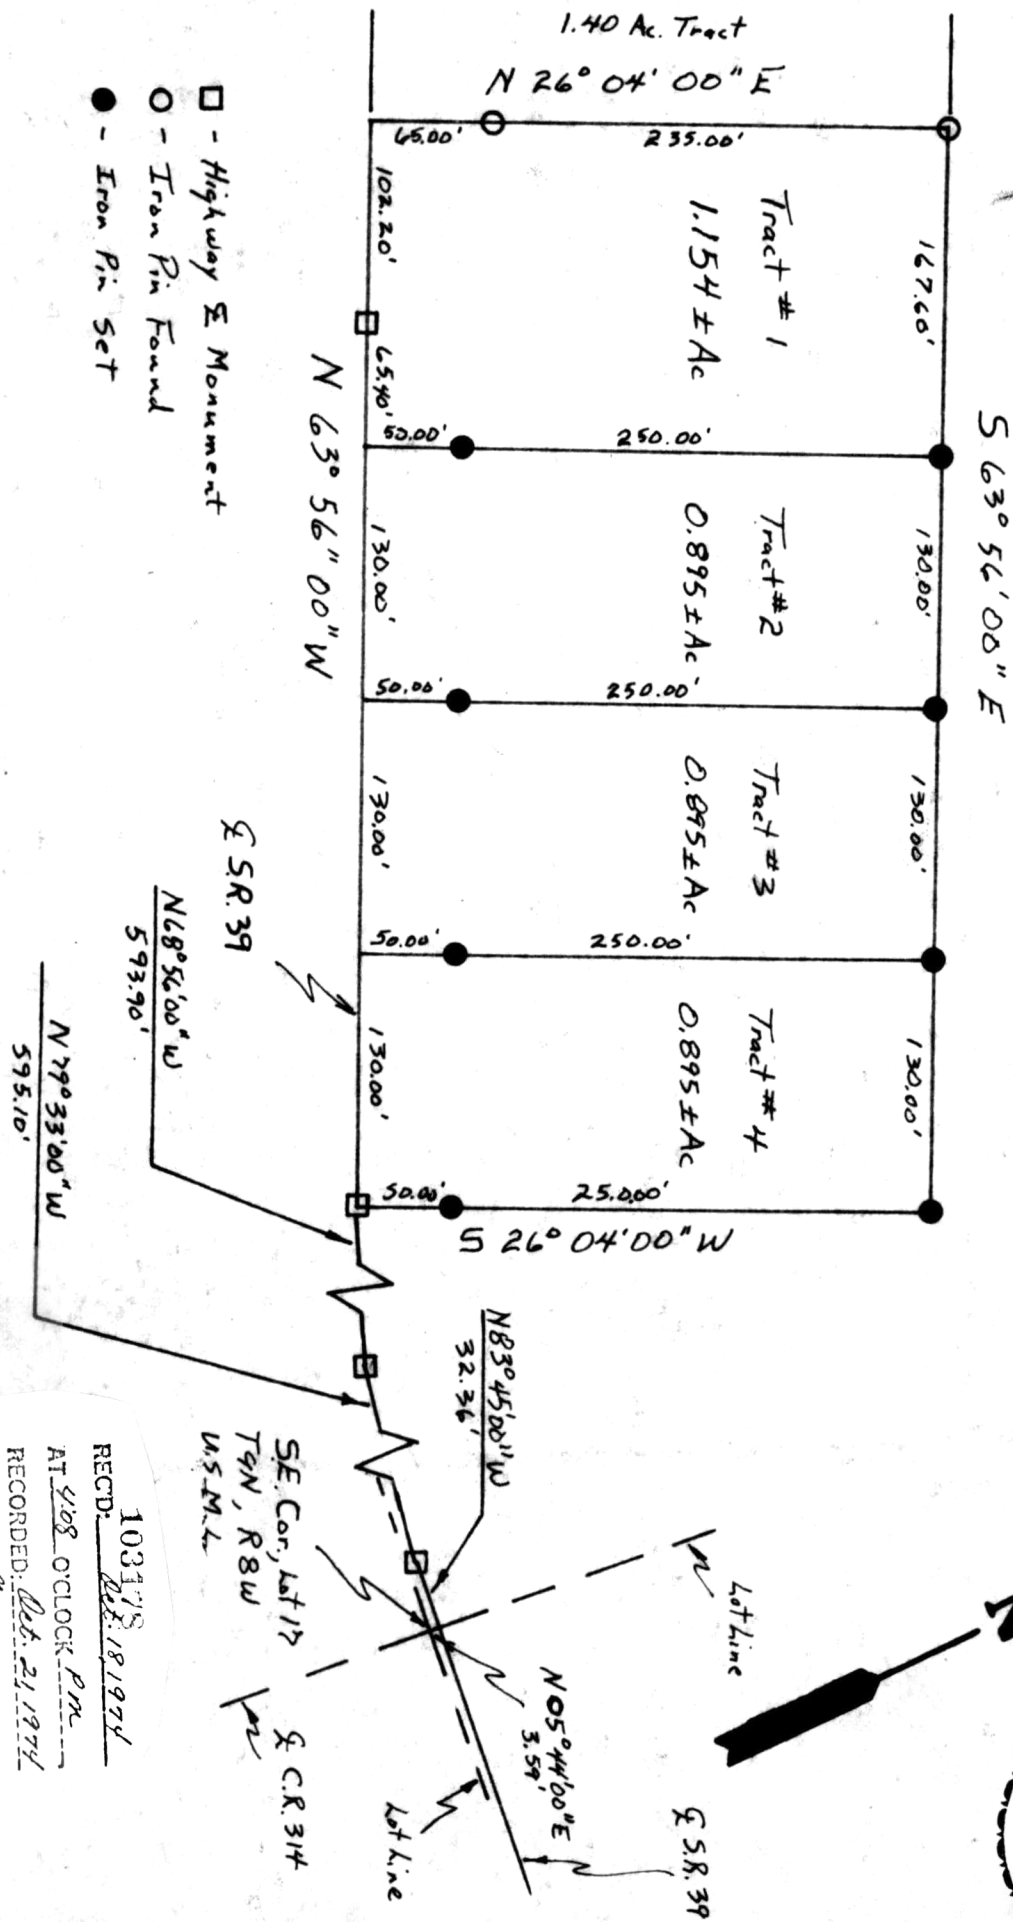 1.40 Ac. Tract
N 26° 04' 00" E
65.00'
235.00'
102.20'
65.40'
167.60'
Tract #1
1.154 ± Ac
S 63° 56' 00" E
N 63° 56" 00" W
50.00'
250.00'
130.00'
130.00'
Tract #2
0.895 ± Ac
50.00'
250.00'
130.00'
130.00'
Tract #3
0.895 ± Ac
50.00'
250.00'
130.00'
130.00'
Tract #4
0.895 ± Ac
50.00'
250.00'
S 26° 04' 00" W
□ - Highway ℄ Monument
○ - Iron Pin Found
● - Iron Pin Set
℄ S.R. 39
N 68° 56' 00" W
593.90'
N 79° 33' 00" W
595.10'
N 83° 45' 00" W
32.36'
S.E. Cor., Lot 17
T9N, R8W
U.S.M.L.
N 05° 44' 00" E
3.59'
Lot Line
℄ S.R. 39
℄ C.R. 314
Lot Line
N
103178
REC'D: Oct. 18 1974
AT 4:08 O'CLOCK P.M.
RECORDED: Oct. 21, 1974